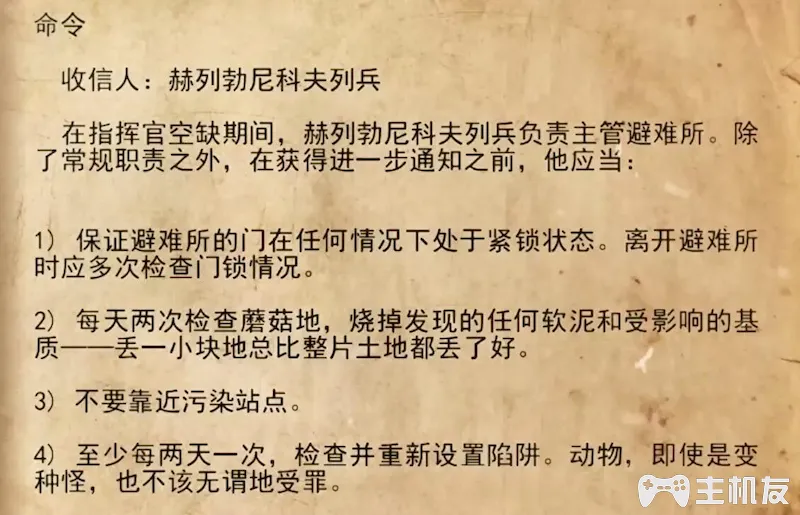 命令
收信人：赫列勃尼科夫列兵
在指挥官空缺期间，赫列勃尼科夫列兵负责主管避难所。除
了常规职责之外，在获得进一步通知之前，他应当：
1) 保证避难所的门在任何情况下处于紧锁状态。离开避难所
时应多次检查门锁情况。
2) 每天两次检查蘑菇地，烧掉发现的任何软泥和受影响的基
质——丢一小块地总比整片土地都丢了好。
3) 不要靠近污染站点。
4) 至少每两天一次，检查并重新设置陷阱。动物，即使是变
种怪，也不该无谓地受罪。
主机友